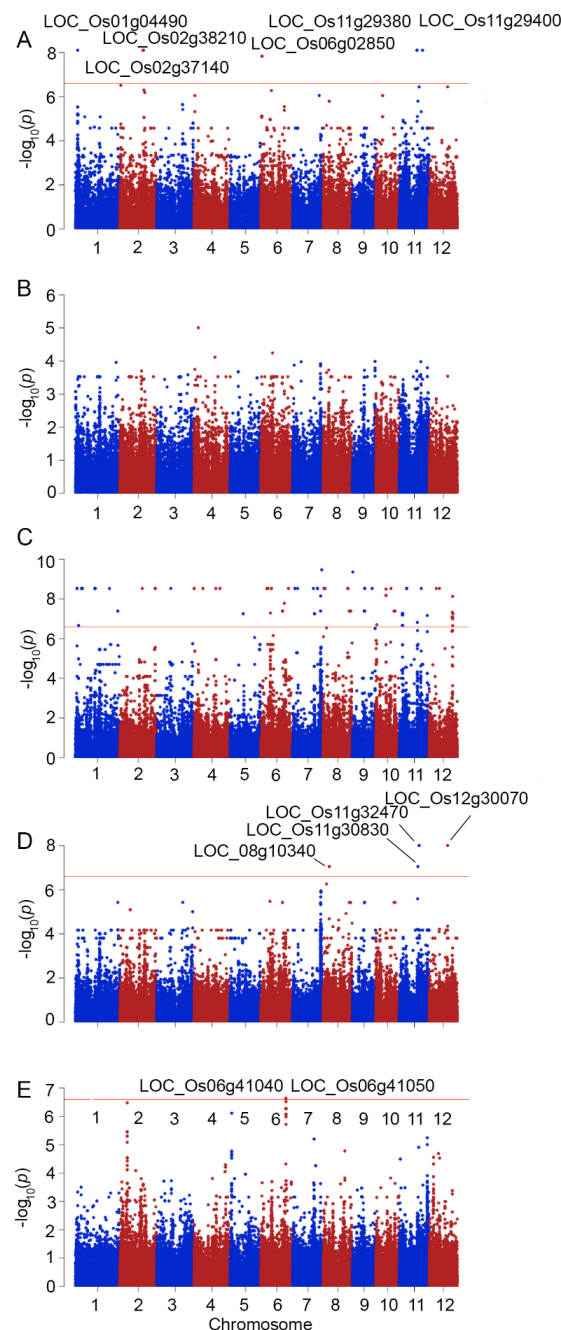 LOC_Os01g04490 LOC_Os11g29380 LOC_Os11g29400
A LOC_Os02g38210 LOC_Os06g02850
LOC_Os02g37140
8
6
4
2
0
-log10(p)
1 2 3 4 5 6 7 8 9 10 11 12
B
6
5
4
3
2
1
0
-log10(p)
1 2 3 4 5 6 7 8 9 10 11 12
C
10
8
6
4
2
0
-log10(p)
1 2 3 4 5 6 7 8 9 10 11 12
LOC_Os12g30070
LOC_Os11g32470
LOC_Os11g30830
D
LOC_08g10340
8
6
4
2
0
-log10(p)
1 2 3 4 5 6 7 8 9 10 11 12
E LOC_Os06g41040 LOC_Os06g41050
7
6
5
4
3
2
1
0
-log10(p)
1 2 3 4 5 6 7 8 9 10 11 12
1 2 3 4 5 6 7 8 9 10 11 12
Chromosome